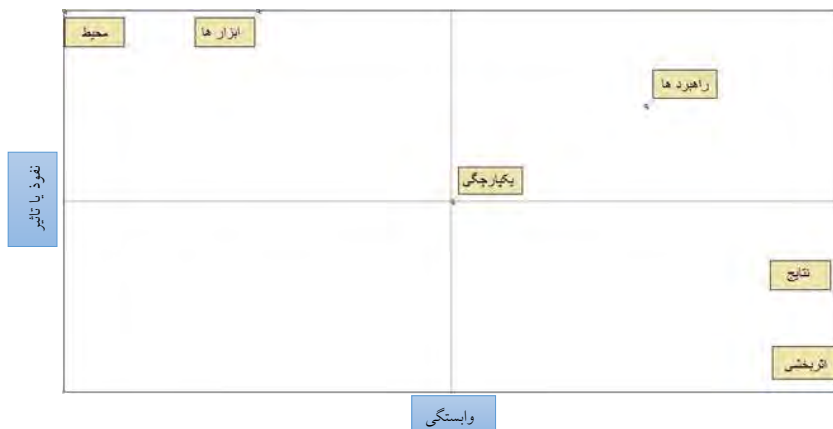 ابزار ها
محیط
راهبرد ها
یکپارچگی
نفوذ یا تاثیر
نتایج
اثربخشی
وابستگی